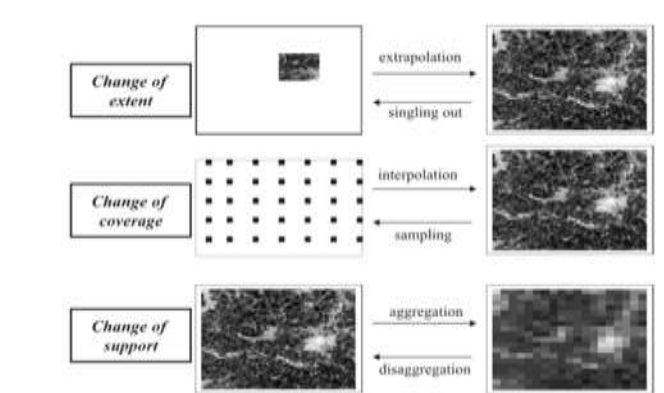 Change of
extent
extrapolation
singling out
Change of
coverage
interpolation
sampling
Change of
support
aggregation
disaggregation